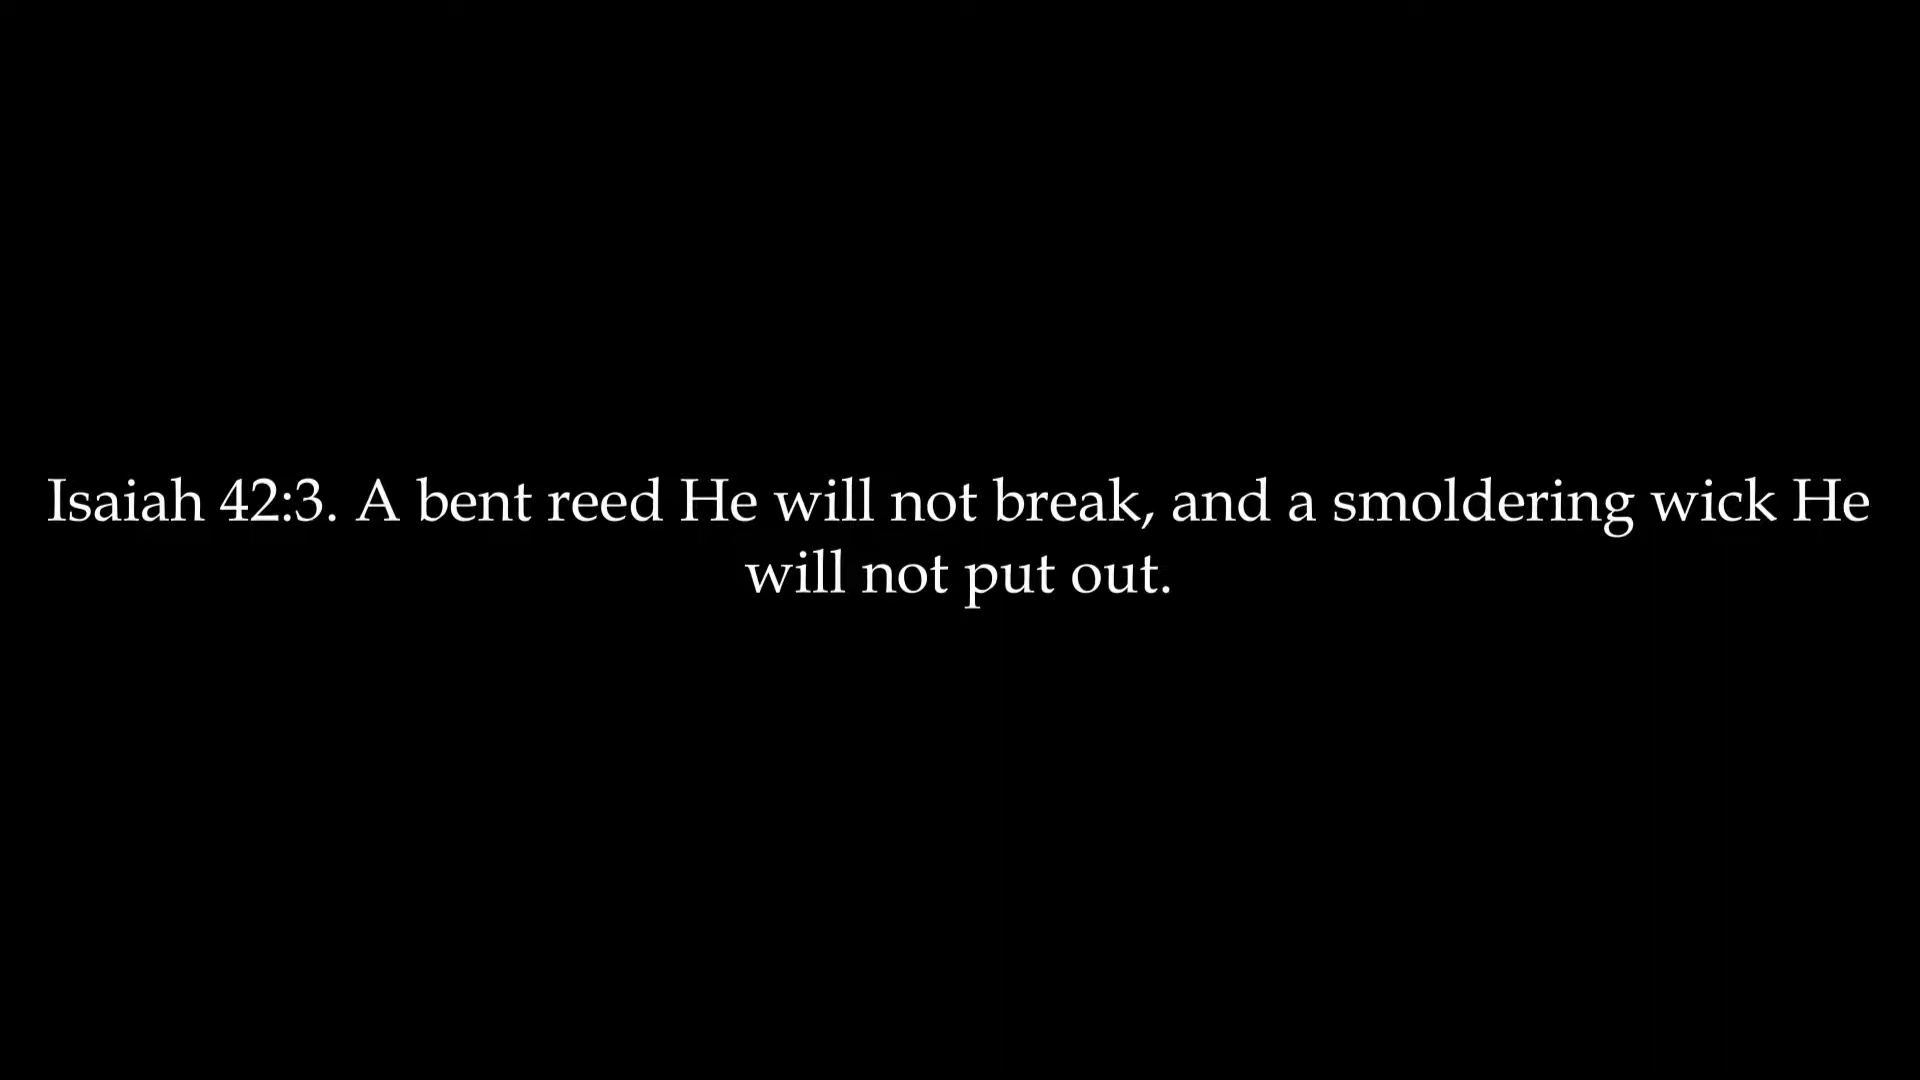 Isaiah 42:3. A bent reed He will not break, and a smoldering wick He
will not put out.